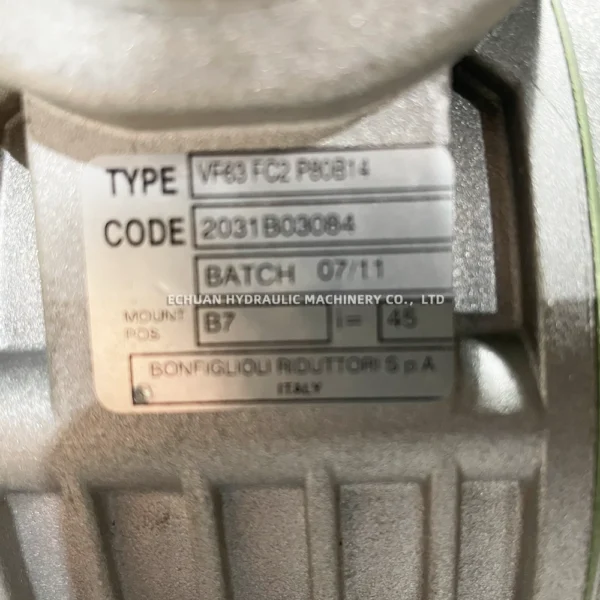 TYPE VF63 FC2 P80B14
CODE 2031B03084
BATCH 07/11
ECHUAN HYDRAULIC MACHINERY CO., LTD
MOUNT POS B7 i= 45
BONFIGLIOLI RIDUTTORI S p A
ITALY